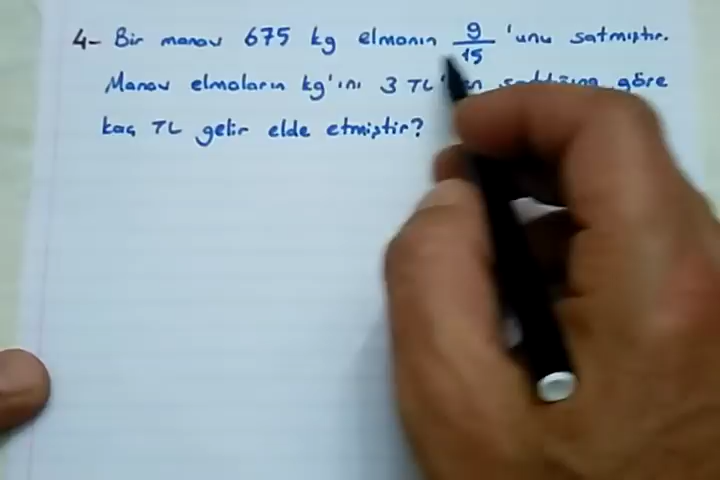 4- Bir manav 675 kg elmanın 9/15 'unu satmıştır.
Manav elmaların kg'ını 3 TL' göre
kaç TL gelir elde etmiştir?